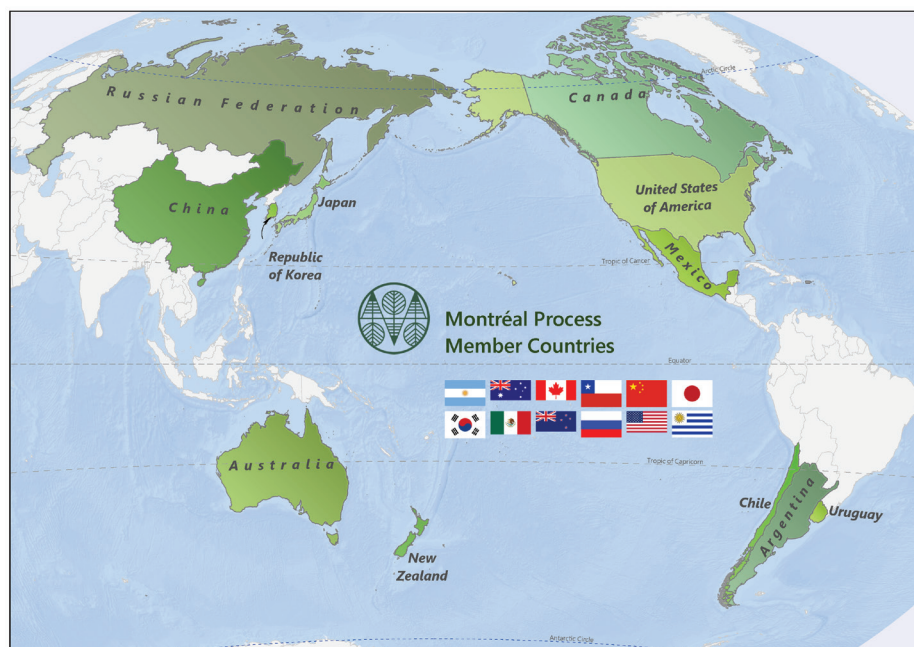 Arctic Circle
Russian Federation
Canada
United States
of America
China
Japan
Republic
of Korea
Mexico
Tropic of Cancer
Montréal Process
Member Countries
Equator
Australia
Tropic of Capricorn
Chile
Argentina
Uruguay
New
Zealand
Antarctic Circle